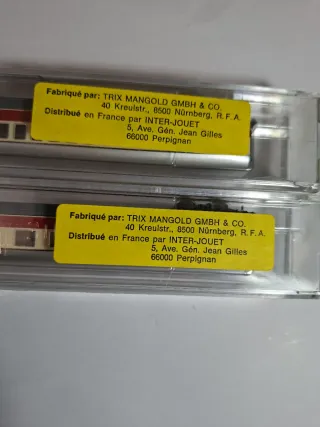 Fabriqué par: TRIX MANGOLD GMBH & CO.
40 Kreulstr., 8500 Nürnberg, R.F.A.
Distribué en France par INTER-JOUET
5, Ave. Gén. Jean Gilles
66000 Perpignan
Fabriqué par: TRIX MANGOLD GMBH & CO.
40 Kreulstr., 8500 Nürnberg, R.F.A.
Distribué en France par INTER-JOUET
5, Ave. Gén. Jean Gilles
66000 Perpignan